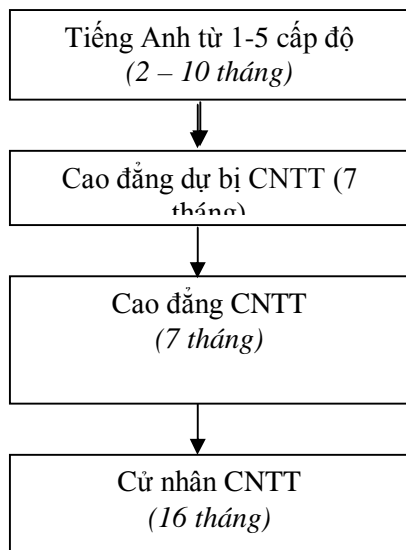 Tiếng Anh từ 1-5 cấp độ
(2 – 10 tháng)
Cao đẳng dự bị CNTT (7
tháng)
Cao đẳng CNTT
(7 tháng)
Cử nhân CNTT
(16 tháng)